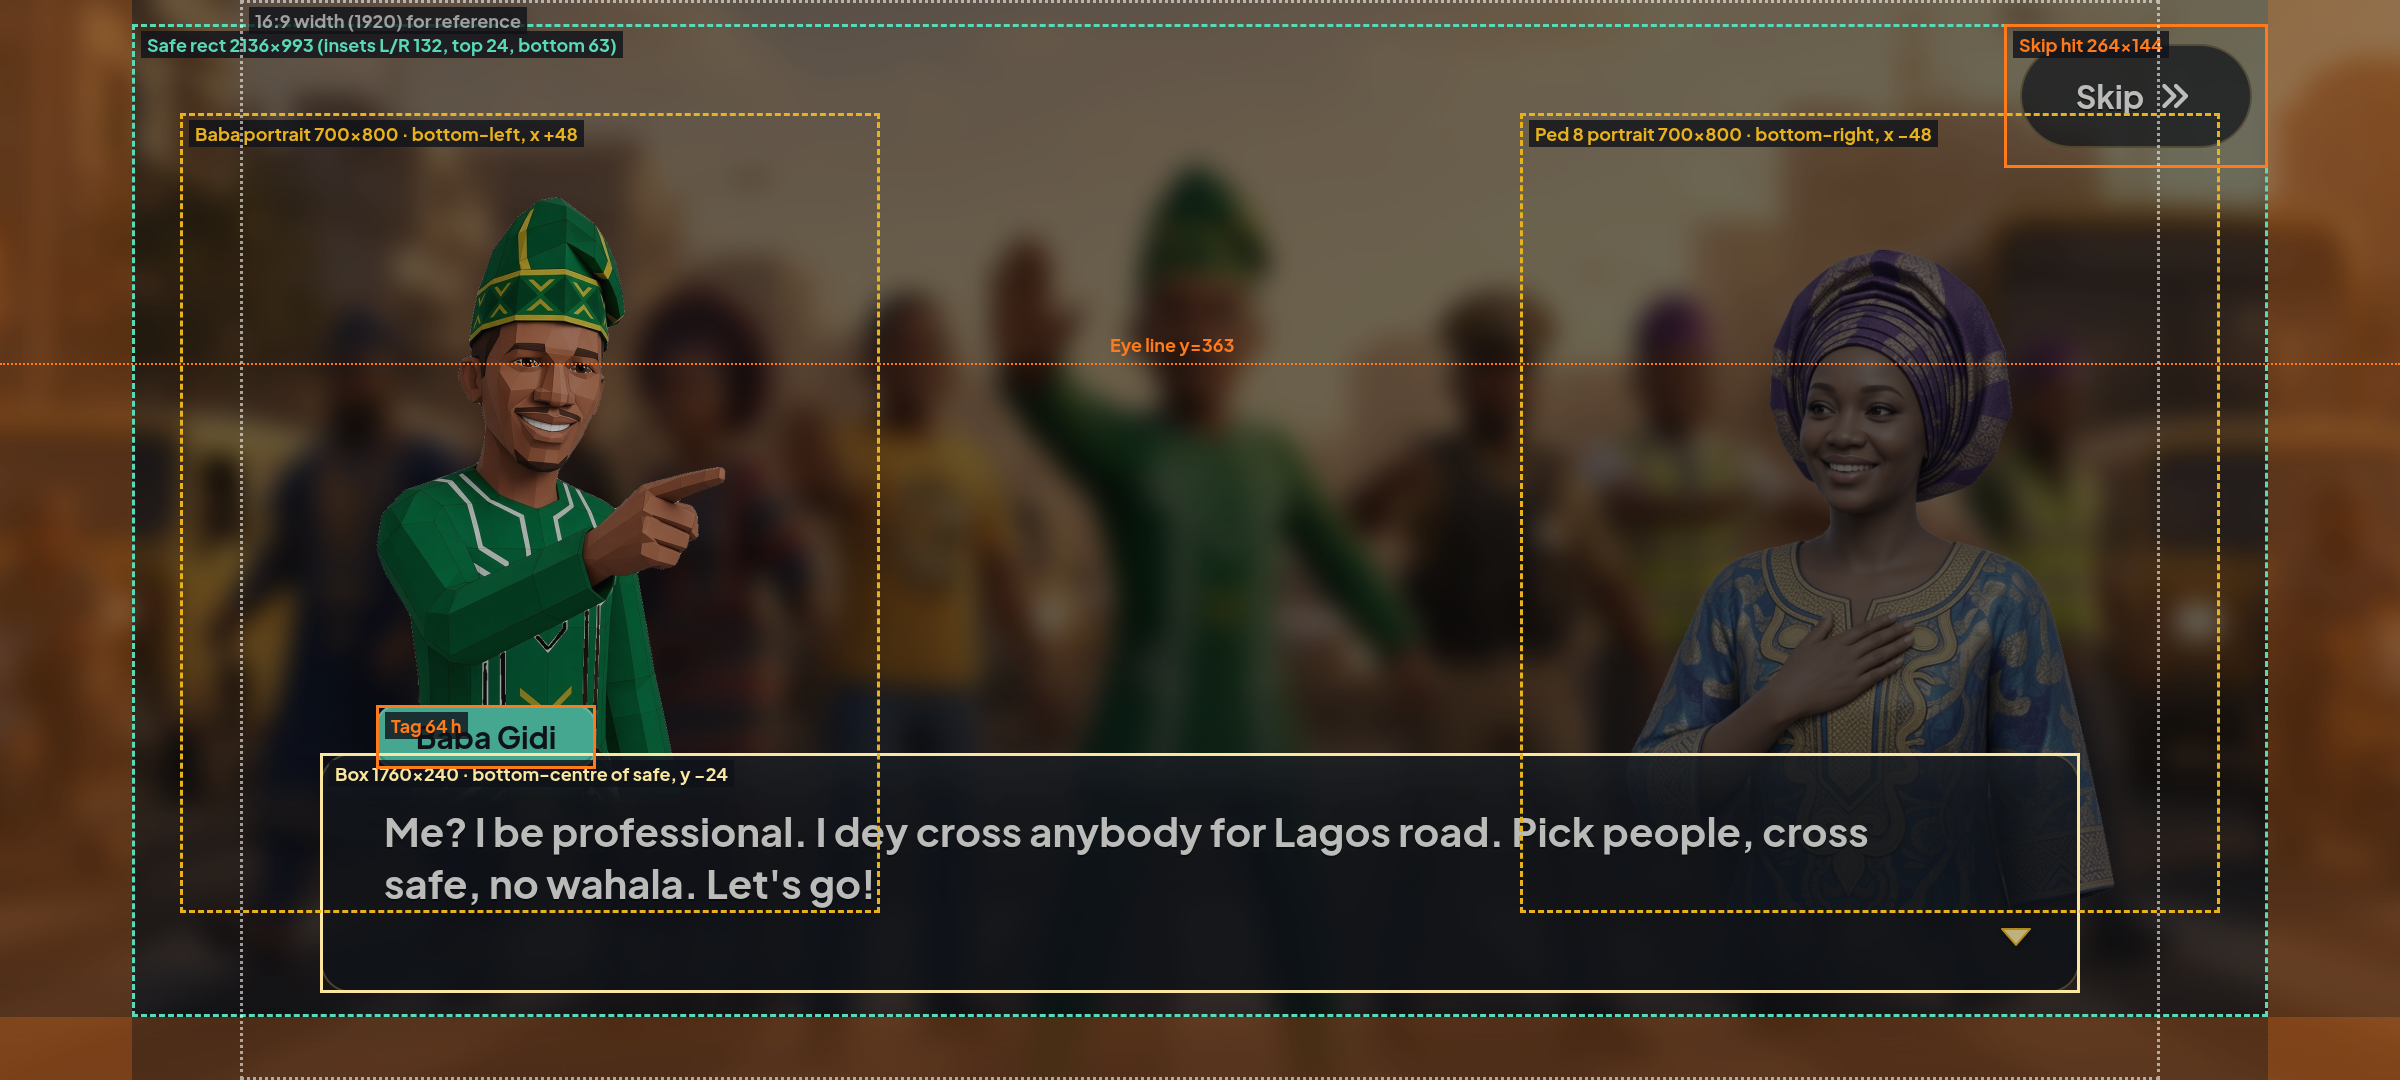 16:9 width (1920) for reference
Safe rect 2136×993 (insets L/R 132, top 24, bottom 63)
Skip hit 264×144
Skip
Baba portrait 700×800 · bottom-left, x +48
Ped 8 portrait 700×800 · bottom-right, x −48
Eye line y=363
Tag 64 h
Baba Gidi
Box 1760×240 · bottom-centre of safe, y −24
Me? I be professional. I dey cross anybody for Lagos road. Pick people, cross
safe, no wahala. Let's go!